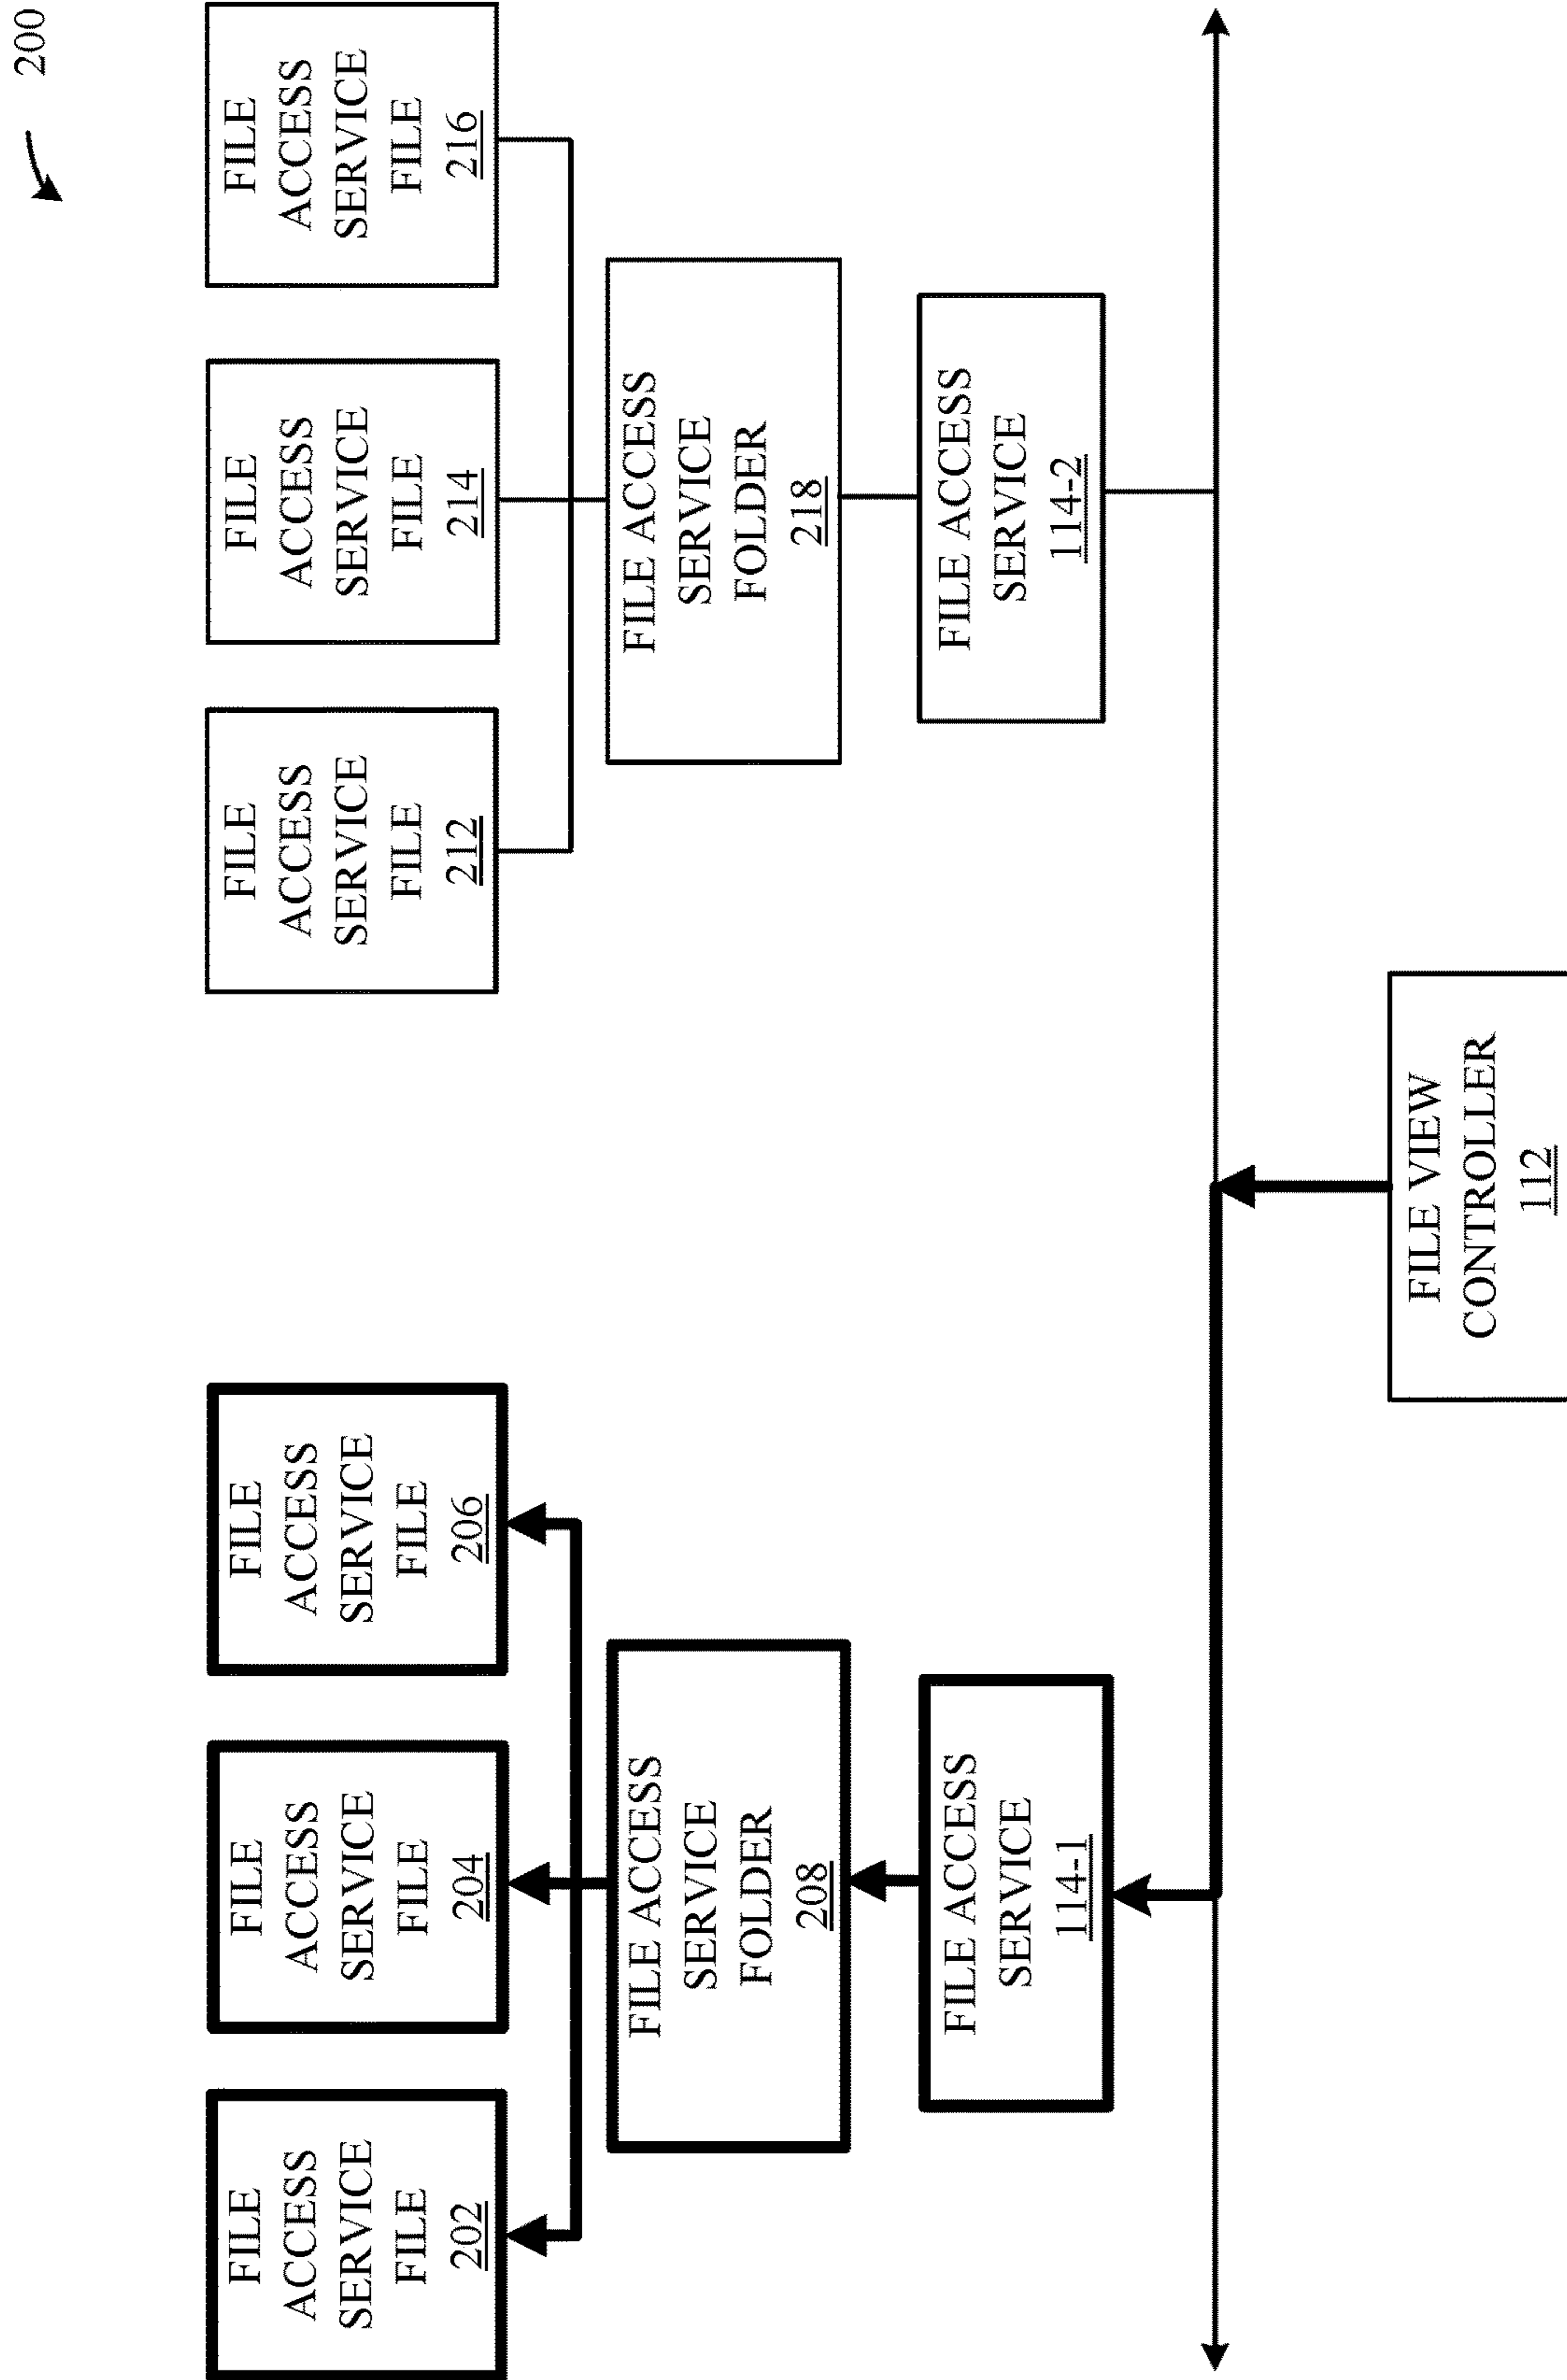 200
FILE
ACCESS
SERVICE
FILE
202
FILE
ACCESS
SERVICE
FILE
204
FILE
ACCESS
SERVICE
FILE
206
FILE
ACCESS
SERVICE
FILE
212
FILE
ACCESS
SERVICE
FILE
214
FILE
ACCESS
SERVICE
FILE
216
FILE ACCESS
SERVICE
FOLDER
208
FILE ACCESS
SERVICE
FOLDER
218
FILE ACCESS
SERVICE
114-1
FILE ACCESS
SERVICE
114-2
FILE VIEW
CONTROLLER
112